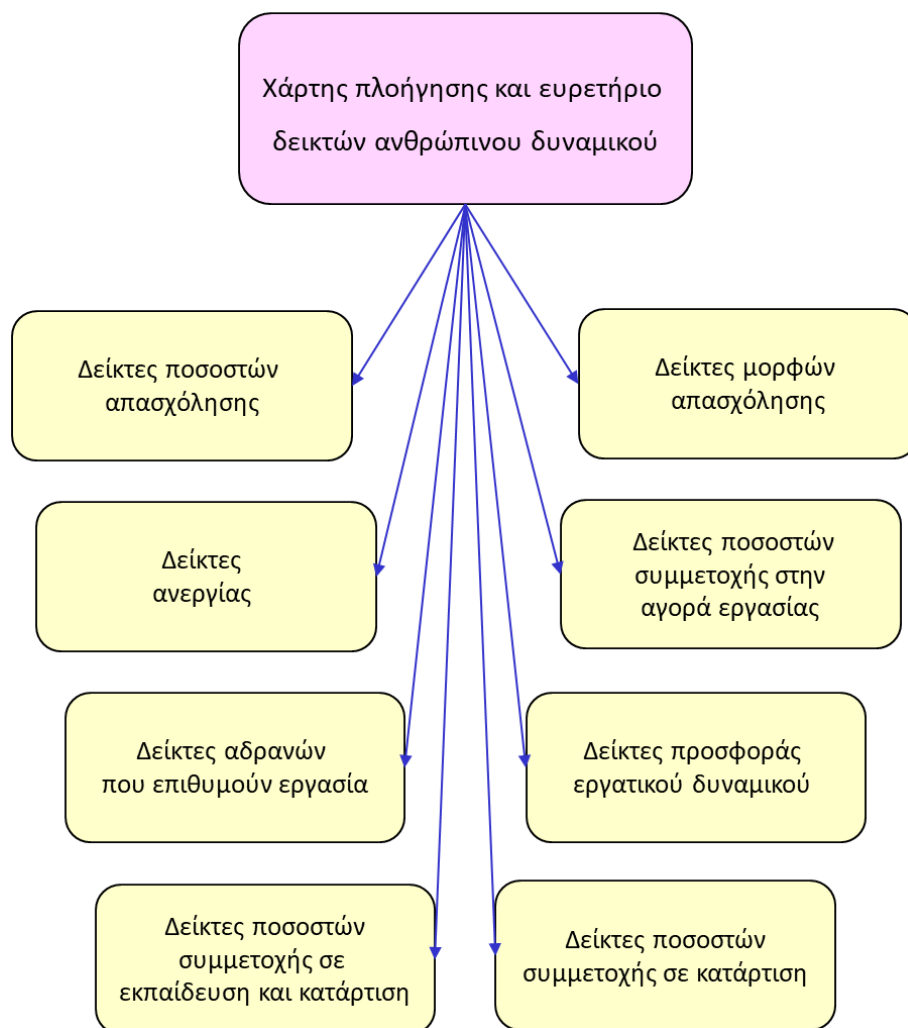 Χάρτης πλοήγησης και ευρετήριο
δεικτών ανθρώπινου δυναμικού
Δείκτες ποσοστών
απασχόλησης
Δείκτες μορφών
απασχόλησης
Δείκτες
ανεργίας
Δείκτες ποσοστών
συμμετοχής στην
αγορά εργασίας
Δείκτες αδρανών
που επιθυμούν εργασία
Δείκτες προσφοράς
εργατικού δυναμικού
Δείκτες ποσοστών
συμμετοχής σε
εκπαίδευση και κατάρτιση
Δείκτες ποσοστών
συμμετοχής σε κατάρτιση